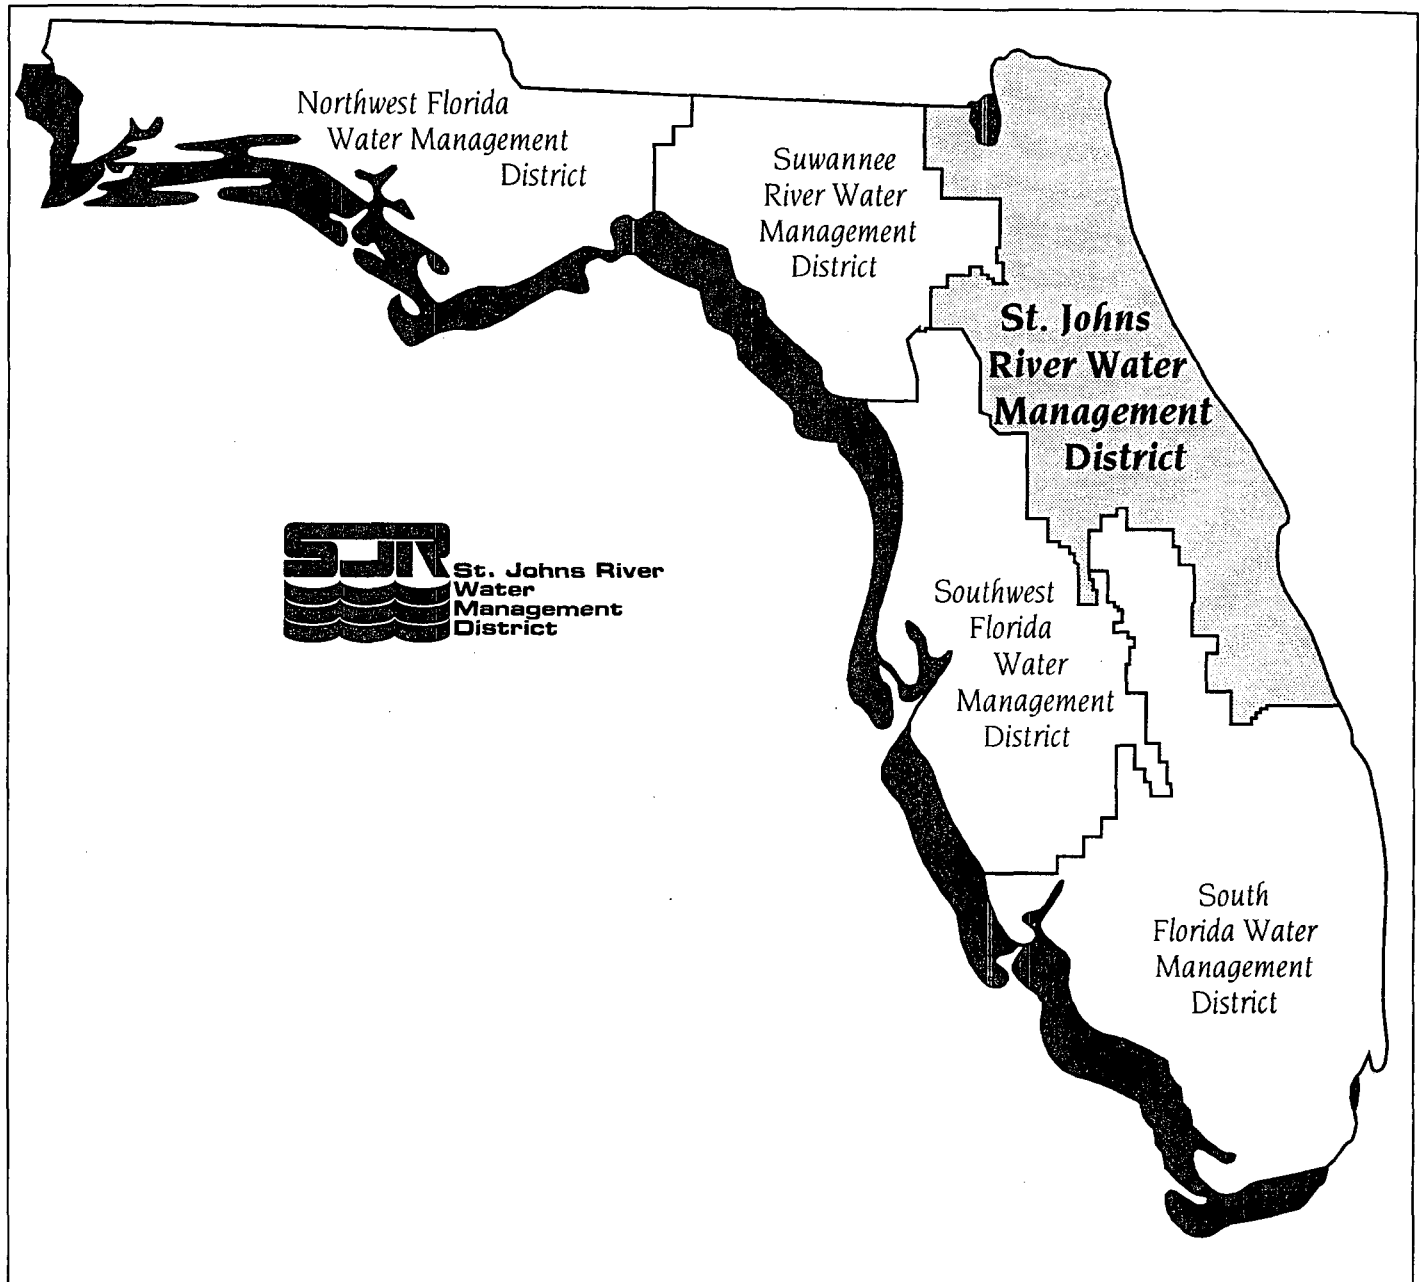 Northwest Florida
Water Management
District
Suwannee
River Water
Management
District
St. Johns
River Water
Management
District
SJR
St. Johns River
Water
Management
District
Southwest
Florida
Water
Management
District
South
Florida Water
Management
District